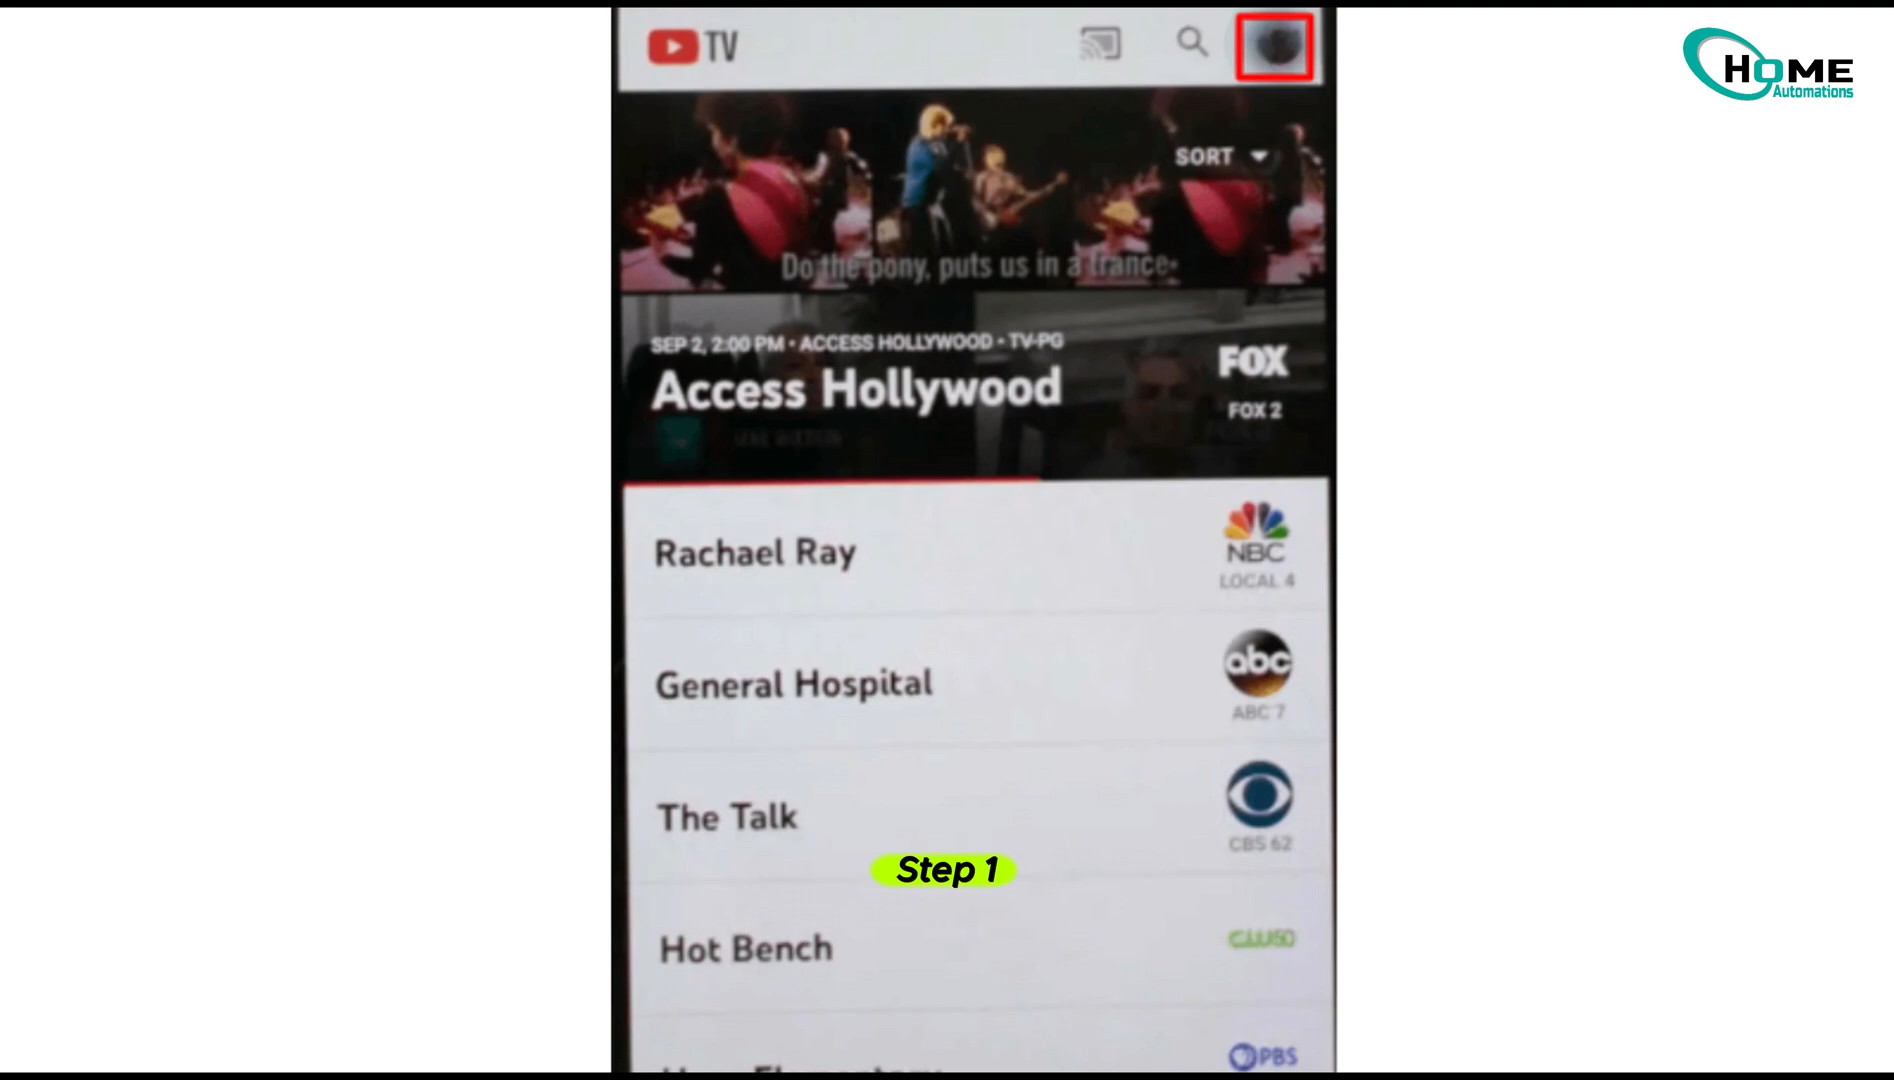 TV
HOME
Automations
SORT
Do the pony, puts us in a trance
SEP 2, 2:00 PM • ACCESS HOLLYWOOD • TV-PG
Access Hollywood
FOX
FOX 2
Rachael Ray
NBC
LOCAL 4
General Hospital
abc
ABC 7
The Talk
CBS 62
Step 1
Hot Bench
CW50
PBS